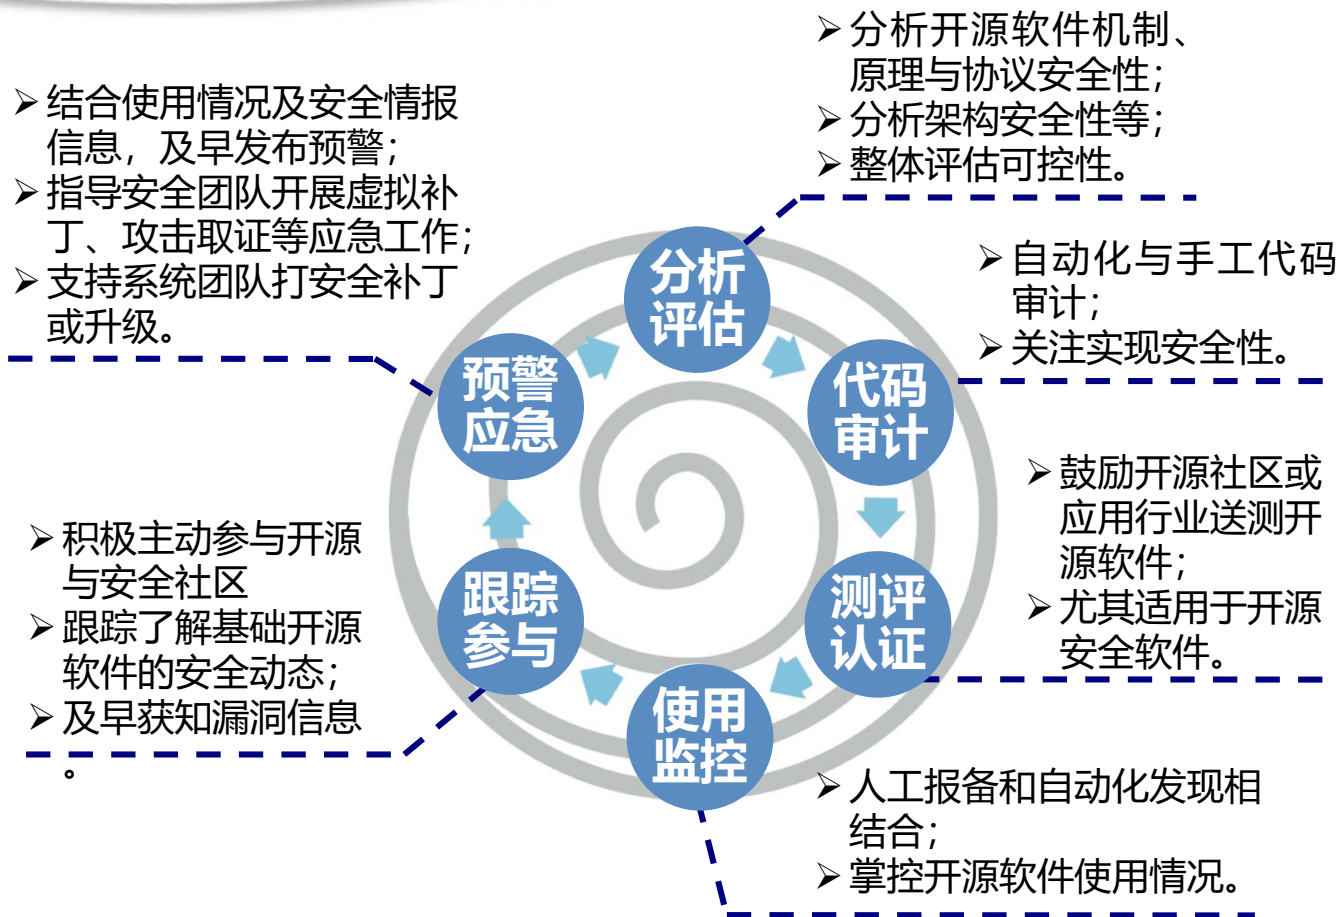 ➢分析开源软件机制、
原理与协议安全性；
➢分析架构安全性等；
➢整体评估可控性。
➢结合使用情况及安全情报
信息，及早发布预警；
➢指导安全团队开展虚拟补
丁、攻击取证等应急工作；
➢支持系统团队打安全补丁
或升级。
分析
评估
➢自动化与手工代码
审计；
➢关注实现安全性。
预警
应急
代码
审计
➢鼓励开源社区或
应用行业送测开
源软件；
➢尤其适用于开源
安全软件。
➢积极主动参与开源
与安全社区
➢跟踪了解基础开源
软件的安全动态；
➢及早获知漏洞信息
。
跟踪
参与
测评
认证
使用
监控
➢人工报备和自动化发现相
结合；
➢掌控开源软件使用情况。